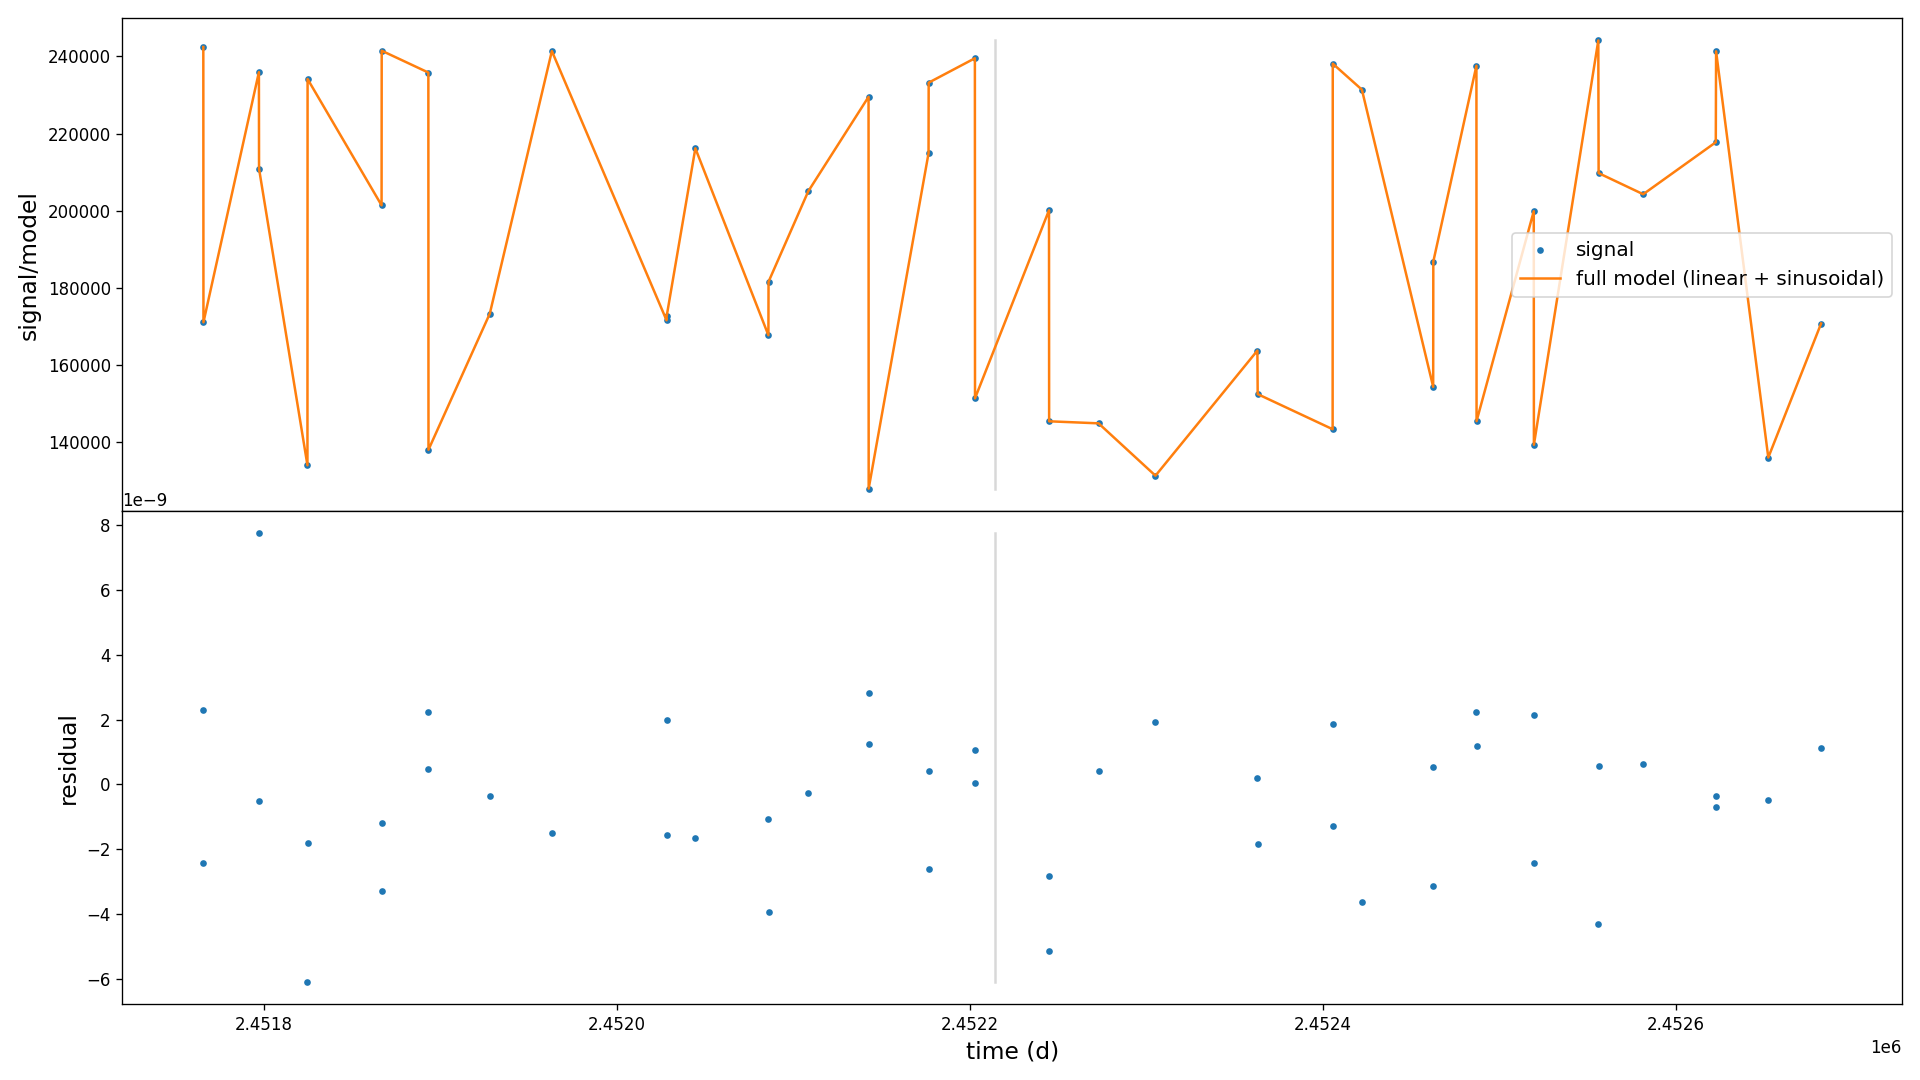 240000
220000
200000
180000
160000
140000
signal/model
signal
full model (linear + sinusoidal)
1e−9
8
6
4
2
0
−2
−4
−6
residual
2.4518
2.4520
2.4522
2.4524
2.4526
time (d)
1e6